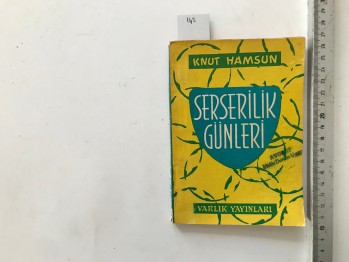 KNUT HAMSUN
SERSERİLİK
GÜNLERİ
VARLIK YAYINLARI